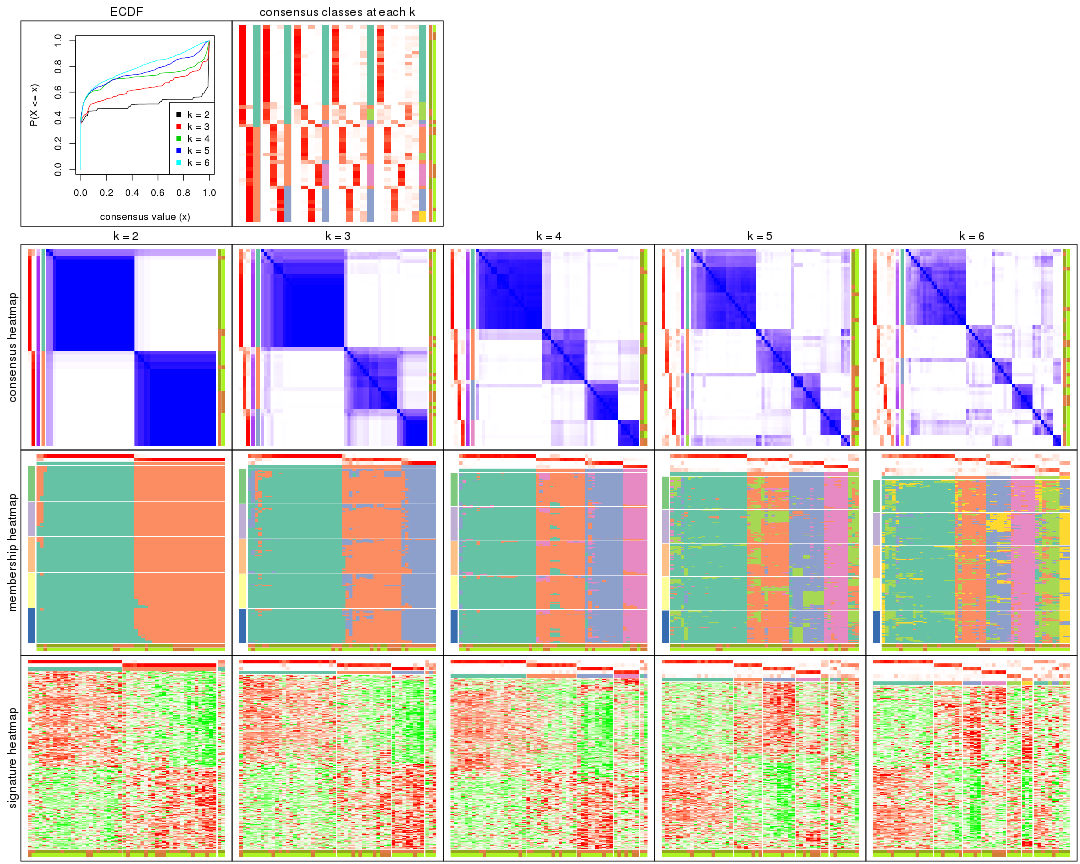 ECDF
consensus classes at each k
P(X <= x)
1.0
0.8
0.6
0.4
0.2
0.0
k = 2
k = 3
k = 4
k = 5
k = 6
0.0 0.2 0.4 0.6 0.8 1.0
consensus value (x)
k = 2
k = 3
k = 4
k = 5
k = 6
consensus heatmap
membership heatmap
signature heatmap